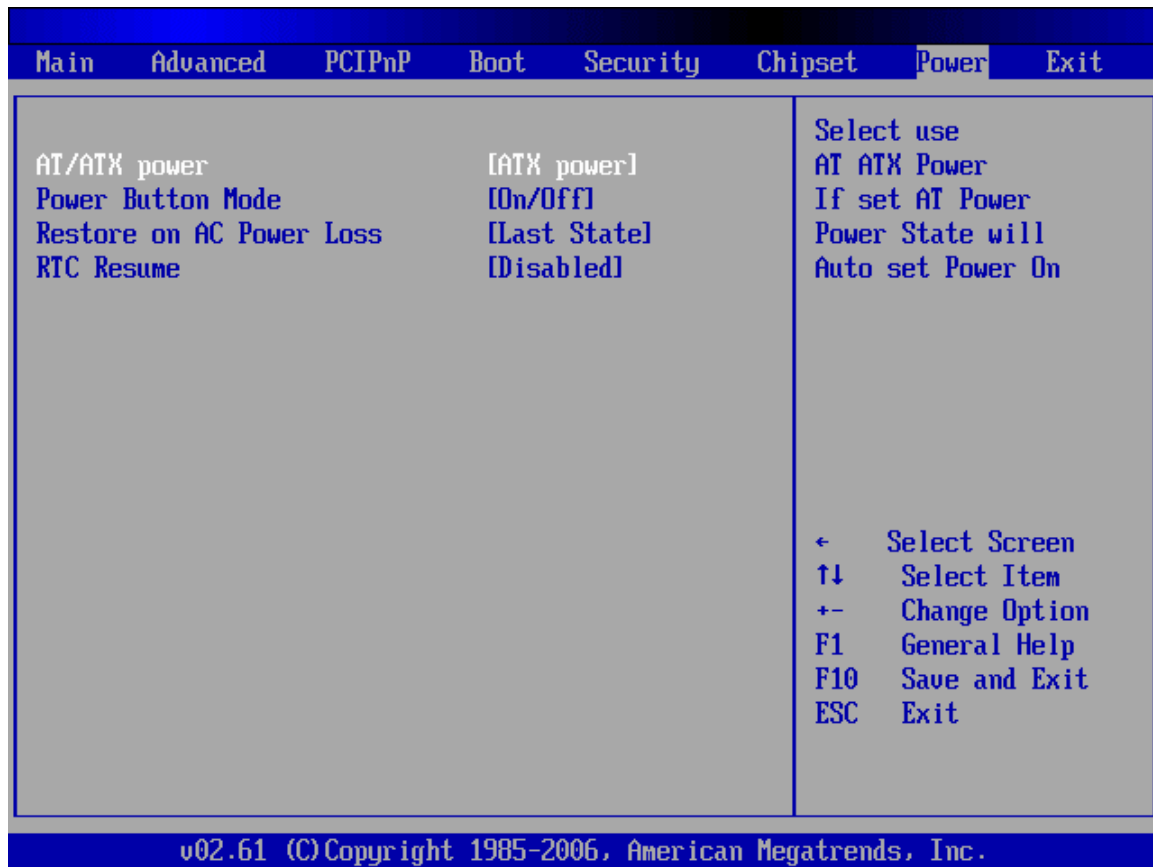 Main Advanced PCIPnP Boot Security Chipset Power Exit
AT/ATX power [ATX power]
Power Button Mode [On/Off]
Restore on AC Power Loss [Last State]
RTC Resume [Disabled]
Select use
AT ATX Power
If set AT Power
Power State will
Auto set Power On
← Select Screen
↑↓ Select Item
+- Change Option
F1 General Help
F10 Save and Exit
ESC Exit
v02.61 (C)Copyright 1985-2006, American Megatrends, Inc.